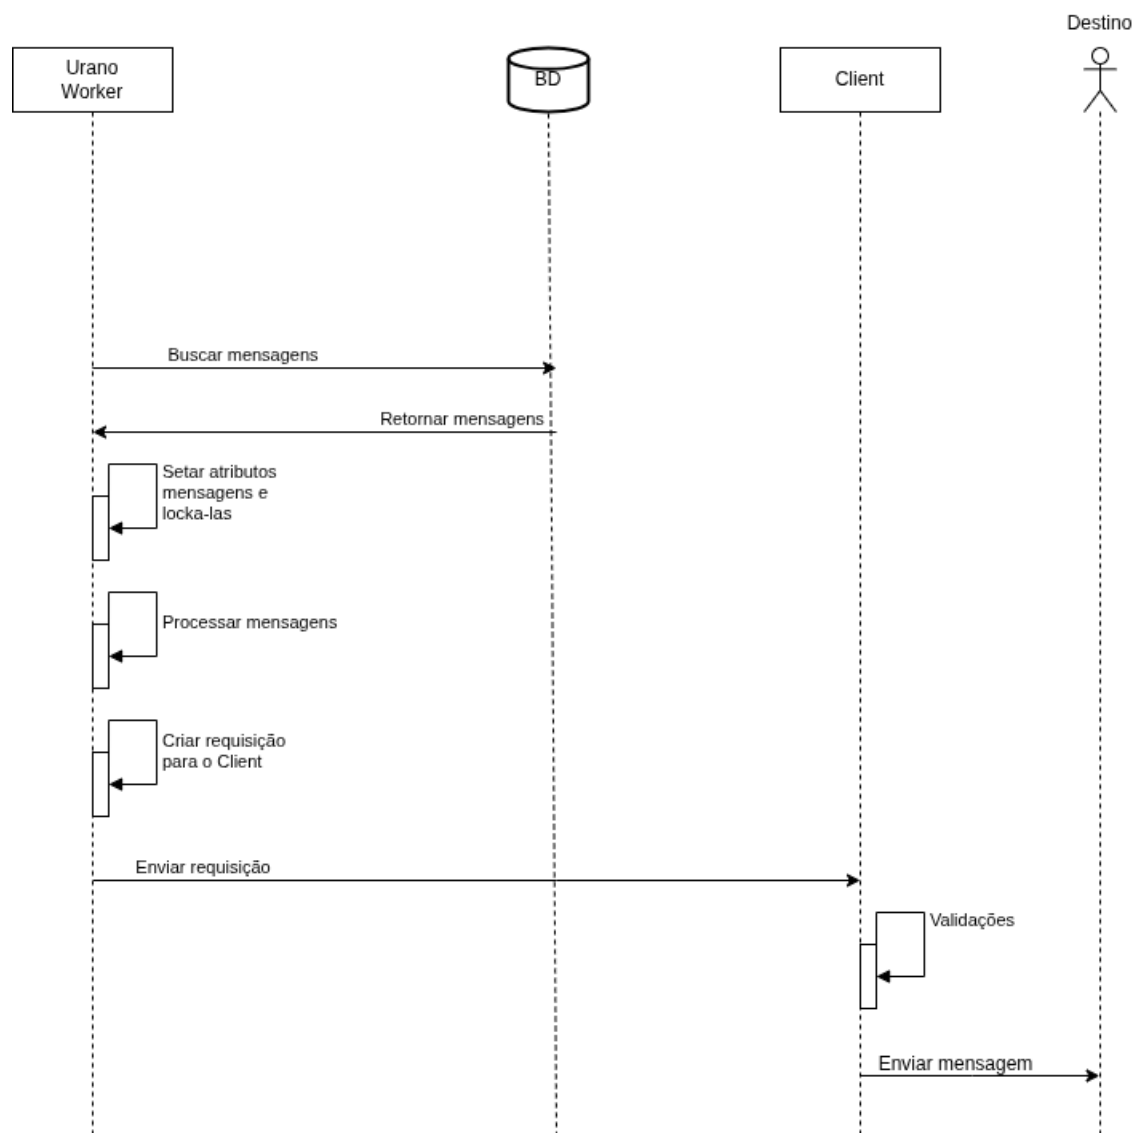 Destino
Urano
Worker
BD
Client
Buscar mensagens
Retornar mensagens
Setar atributos
mensagens e
locka-las
Processar mensagens
Criar requisição
para o Client
Enviar requisição
Validações
Enviar mensagem